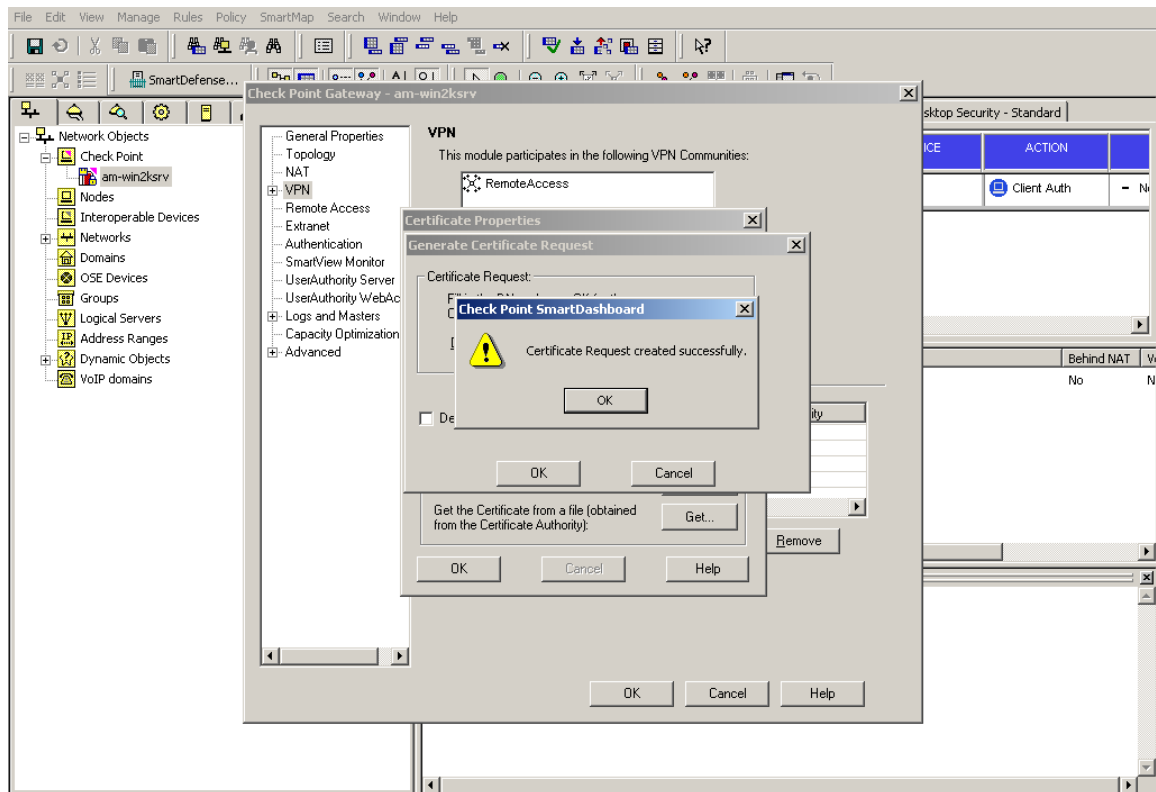 File Edit View Manage Rules Policy SmartMap Search Window Help
SmartDefense...
Check Point Gateway - am-win2ksrv
Desktop Security - Standard
Network Objects
Check Point
am-win2ksrv
Nodes
Interoperable Devices
Networks
Domains
OSE Devices
Groups
Logical Servers
Address Ranges
Dynamic Objects
VoIP domains
General Properties
Topology
NAT
VPN
Remote Access
Extranet
Authentication
SmartView Monitor
UserAuthority Server
UserAuthority WebAc
Logs and Masters
Capacity Optimization
Advanced
VPN
This module participates in the following VPN Communities:
RemoteAccess
ICE ACTION
Client Auth
Certificate Properties
Generate Certificate Request
Certificate Request:
Check Point SmartDashboard
Certificate Request created successfully.
OK
De
ity
OK Cancel
Get the Certificate from a file (obtained
from the Certificate Authority):
Get...
Remove
OK Cancel Help
OK Cancel Help
Behind NAT
No N